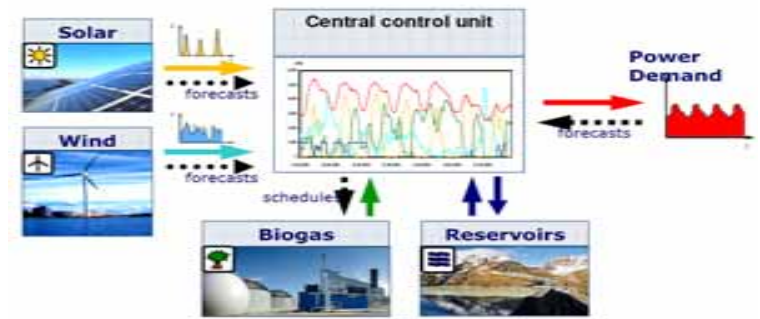 Solar
Central control unit
Power
Demand
forecasts
forecasts
Wind
forecasts
schedules
Biogas
Reservoirs